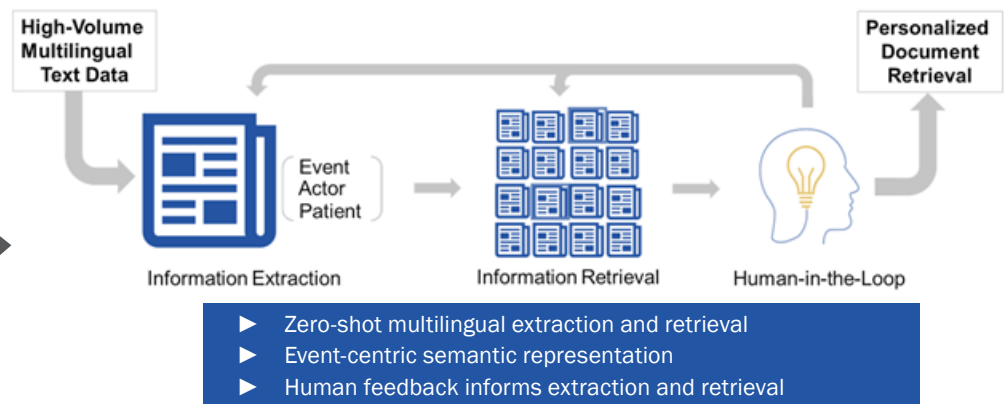 High-Volume
Multilingual
Text Data
Personalized
Document
Retrieval
Event
Actor
Patient
Information Extraction
Information Retrieval
Human-in-the-Loop
► Zero-shot multilingual extraction and retrieval
► Event-centric semantic representation
► Human feedback informs extraction and retrieval